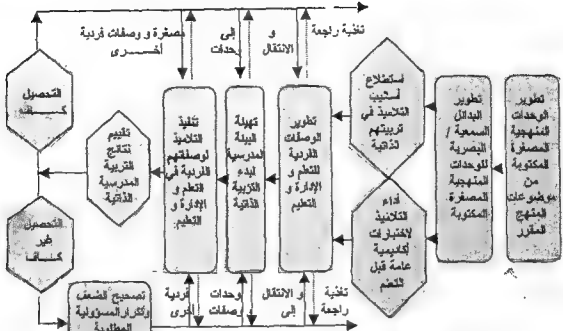 تغذية راجعة
و
الانتقال
إلى
وحدات
مصغرة و وصفات فردية
أخرى
تطوير
الوحدات
المنهجية
المصغرة
المكتوبة
من
موضوعات
المنهج
المقرر
تطوير
البدائل
السمعية /
البصرية
للوحدات
المنهجية
المصغرة
المكتوبة
استطلاع
أساليب
التلاميذ في
تربيتهم
الذاتية
أداء
التلاميذ
لاختبارات
أكاديمية
عامة قبل
التعلم
تطوير
الوصفات
الفردية
للتعلم و
الإدارة و
التعليم
تهيئة
البيئة
المدرسية
لبدء
التربية
الذاتية
تنفيذ
التلاميذ
لوصفاتهم
الفردية في
التعلم و
الإدارة و
التعليم
تقييم
نتائج
التربية
المدرسية
الذاتية
التحصيل
كاف
التحصيل
غير
كاف
تصحيح الضعف
وتكرار المسؤولية
المطلوبة
تغذية
راجعة
و الانتقال
إلى
وحدات
و وصفات
فردية
أخرى